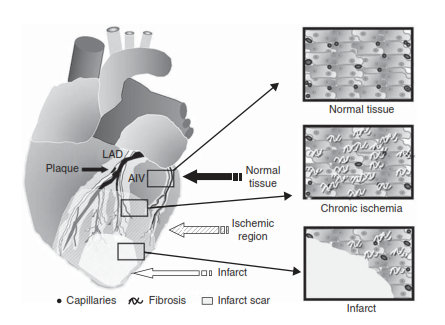 Normal tissue
LAD
Plaque
AIV
Normal
tissue
Chronic ischemia
Ischemic
region
Infarct
Infarct
Capillaries
Fibrosis
Infarct scar